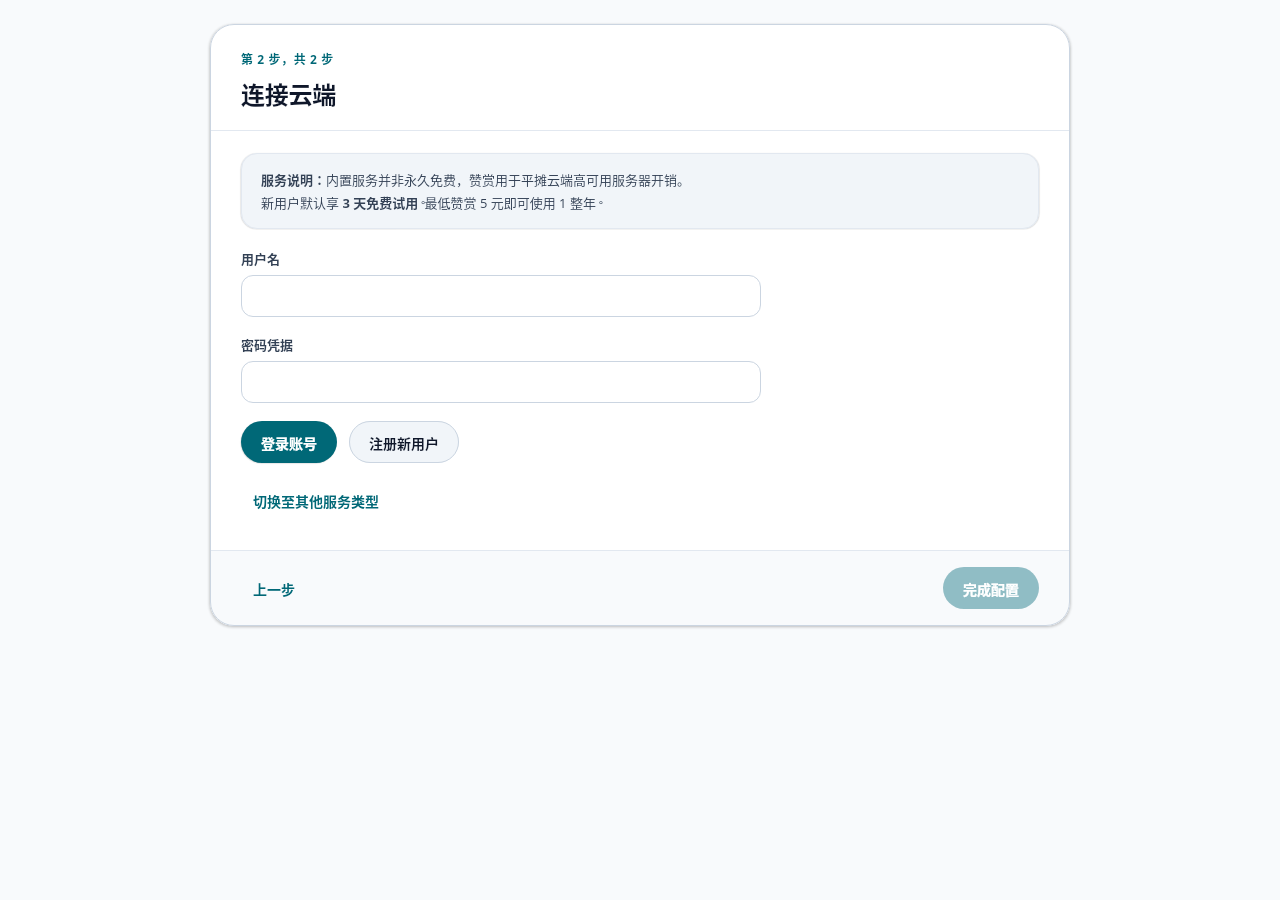 第 2 步，共 2 步
连接云端
服务说明：内置服务并非永久免费，赞赏用于平摊云端高可用服务器开销。
新用户默认享 3 天免费试用。最低赞赏 5 元即可使用 1 整年。
用户名
密码凭据
登录账号
注册新用户
切换至其他服务类型
上一步
完成配置